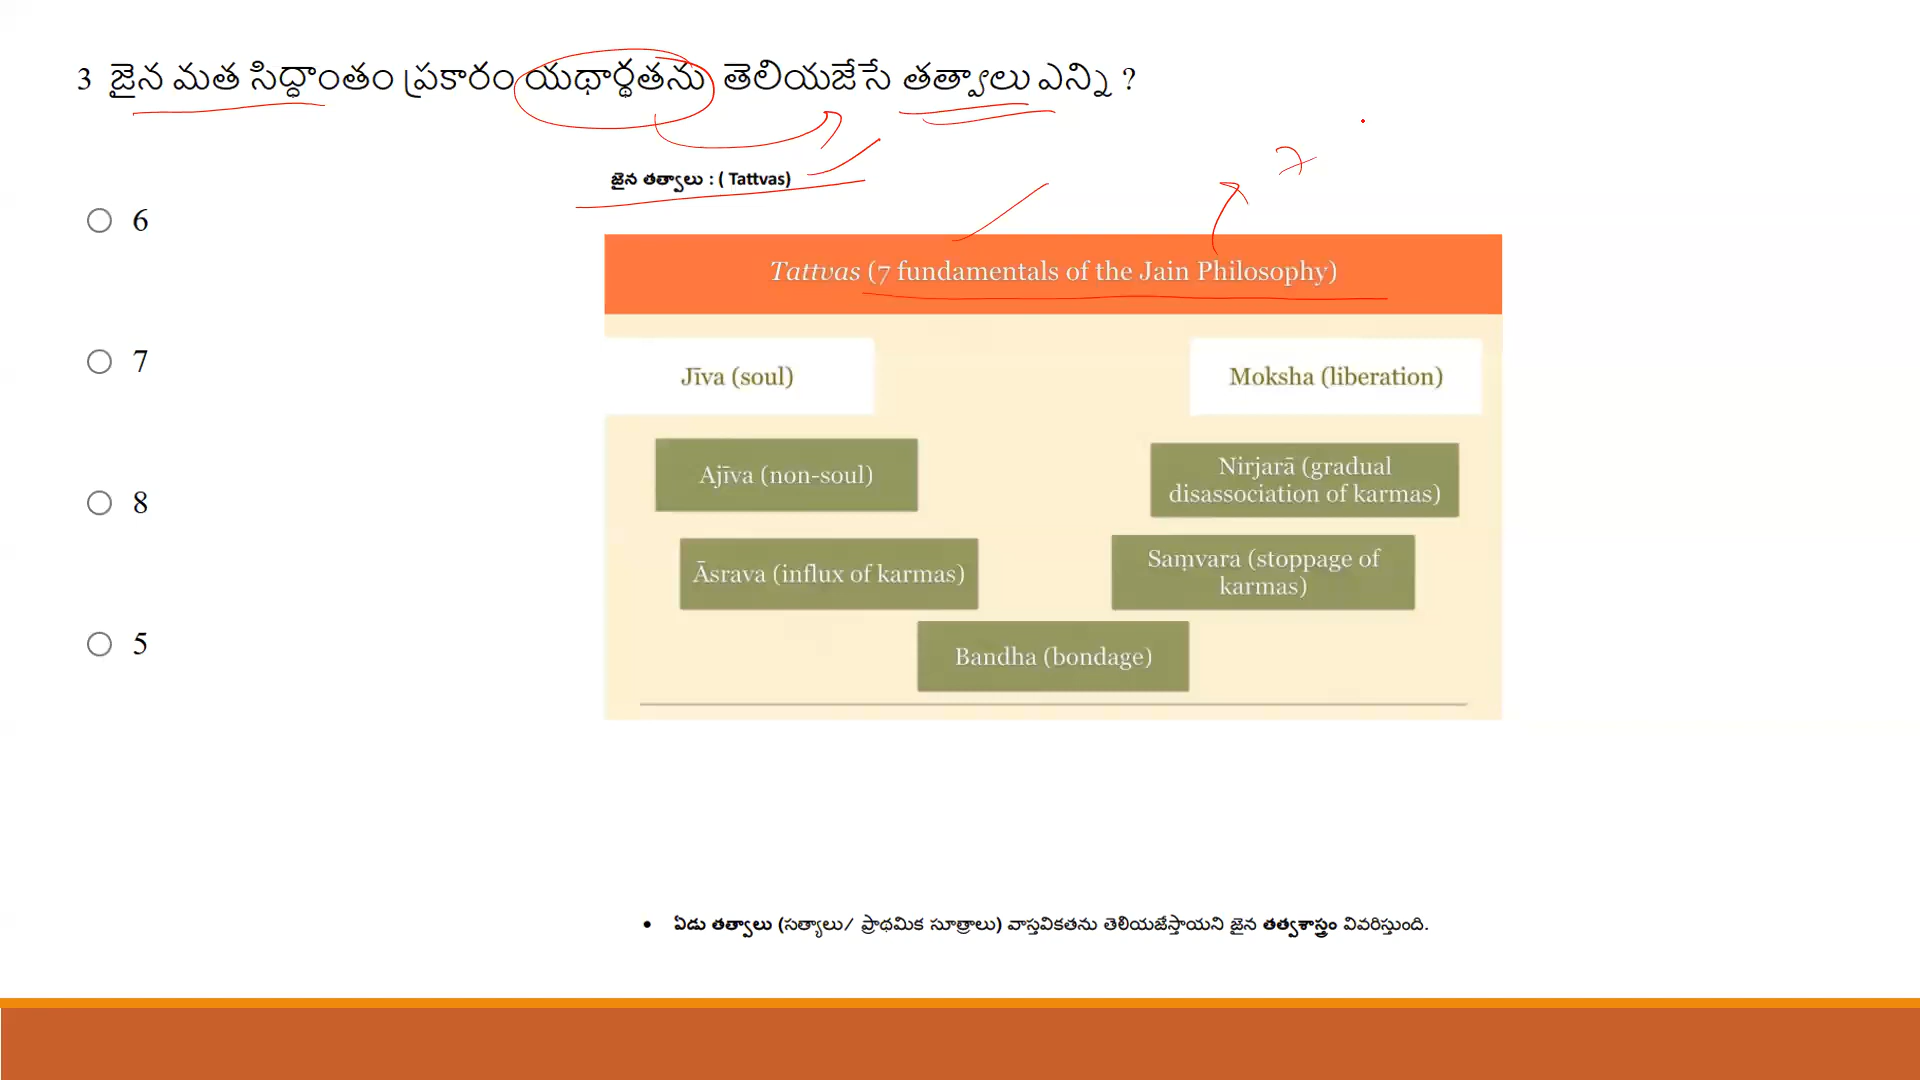 3 జైన మత సిద్ధాంతం ప్రకారం యథార్థతను తెలియజేసే తత్వాలు ఎన్ని ?
7
జైన తత్వాలు : ( Tattvas)
6
7
8
5
Tattvas (7 fundamentals of the Jain Philosophy)
Jīva (soul)
Moksha (liberation)
Ajīva (non-soul)
Nirjarā (gradual
disassociation of karmas)
Āsrava (influx of karmas)
Saṃvara (stoppage of
karmas)
Bandha (bondage)
• ఏడు తత్వాలు (సత్యాలు/ ప్రాథమిక సూత్రాలు) వాస్తవికతను తెలియజేస్తాయని జైన తత్వశాస్త్రం వివరిస్తుంది.